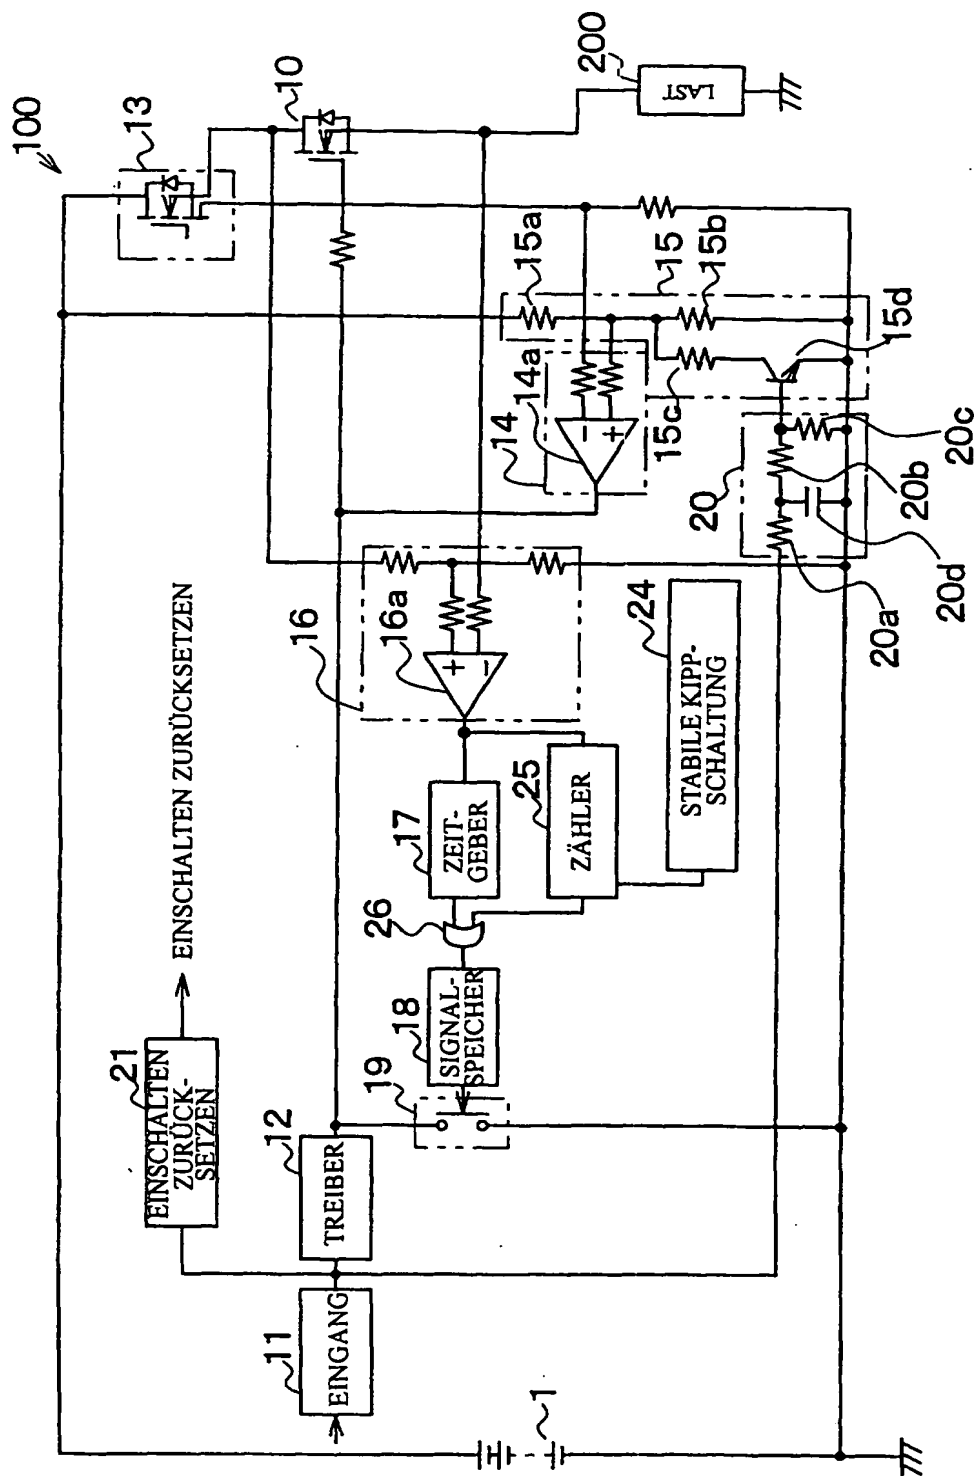 100
13
10
200
LAST
15a
15
15b
15d
14
14a
15c
20
20b
20c
20d
20a
16
16a
24
STABILE KIPP-
SCHALTUNG
17
ZEIT-
GEBER
25
ZÄHLER
26
18
SIGNAL-
SPEICHER
19
21
EINSCHALTEN
ZURÜCK-
SETZEN
EINSCHALTEN ZURÜCKSETZEN
12
TREIBER
11
EINGANG
1
+
−
+
−